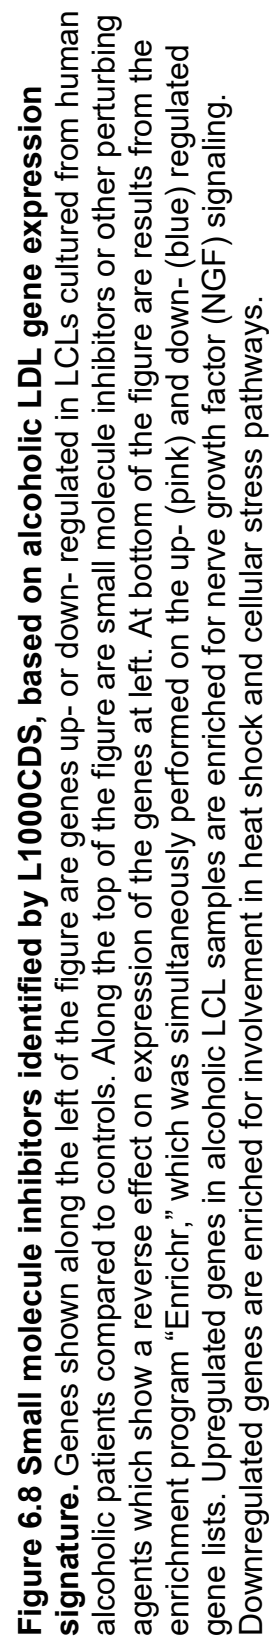 Figure 6.8 Small molecule inhibitors identified by L1000CDS, based on alcoholic LDL gene expression
signature. Genes shown along the left of the figure are genes up- or down- regulated in LCLs cultured from human
alcoholic patients compared to controls. Along the top of the figure are small molecule inhibitors or other perturbing
agents which show a reverse effect on expression of the genes at left. At bottom of the figure are results from the
enrichment program “Enrichr,” which was simultaneously performed on the up- (pink) and down- (blue) regulated
gene lists. Upregulated genes in alcoholic LCL samples are enriched for nerve growth factor (NGF) signaling.
Downregulated genes are enriched for involvement in heat shock and cellular stress pathways.